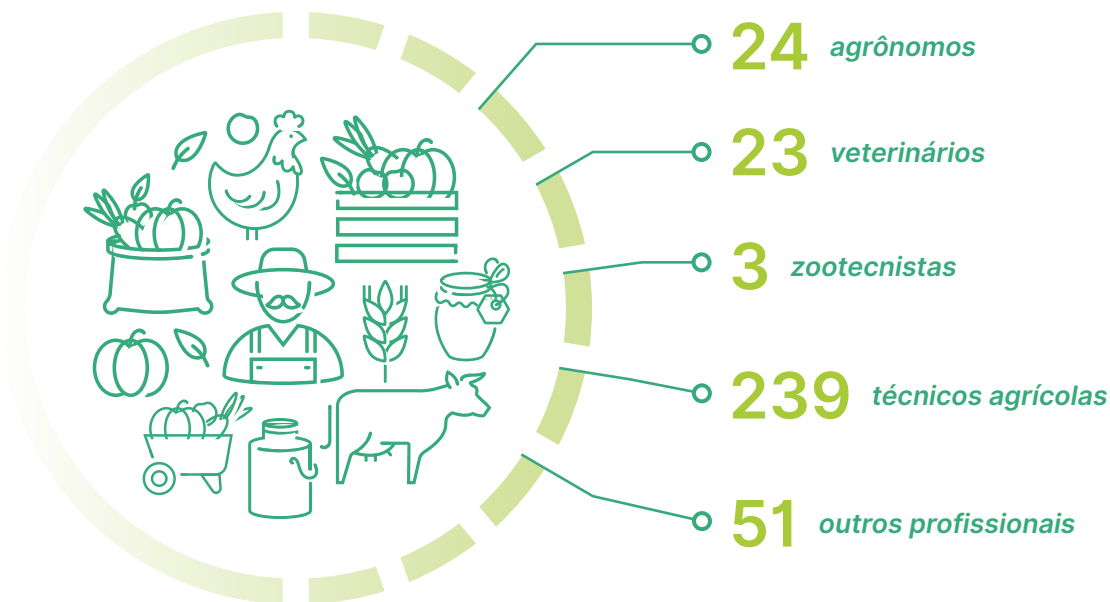 24 agrônomos
23 veterinários
3 zootecnistas
239 técnicos agrícolas
51 outros profissionais